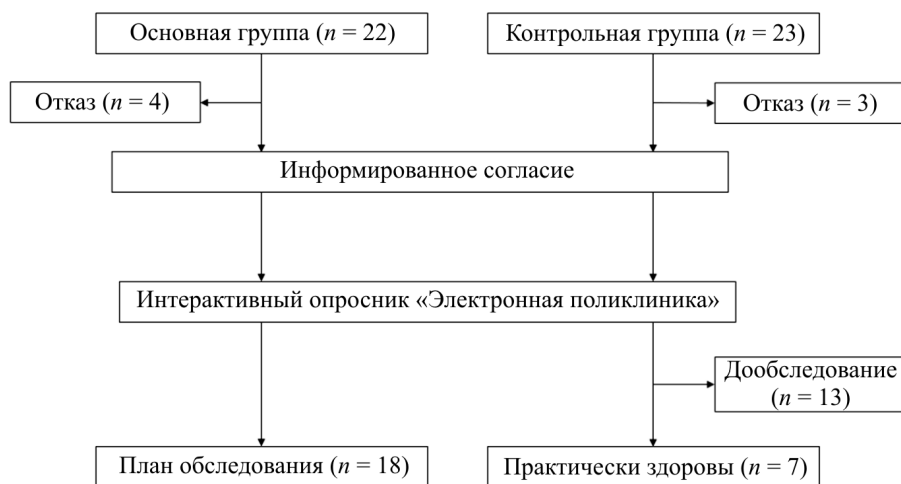 Основная группа (n = 22)
Контрольная группа (n = 23)
Отказ (n = 4)
Отказ (n = 3)
Информированное согласие
Интерактивный опросник «Электронная поликлиника»
Дообследование
(n = 13)
План обследования (n = 18)
Практически здоровы (n = 7)